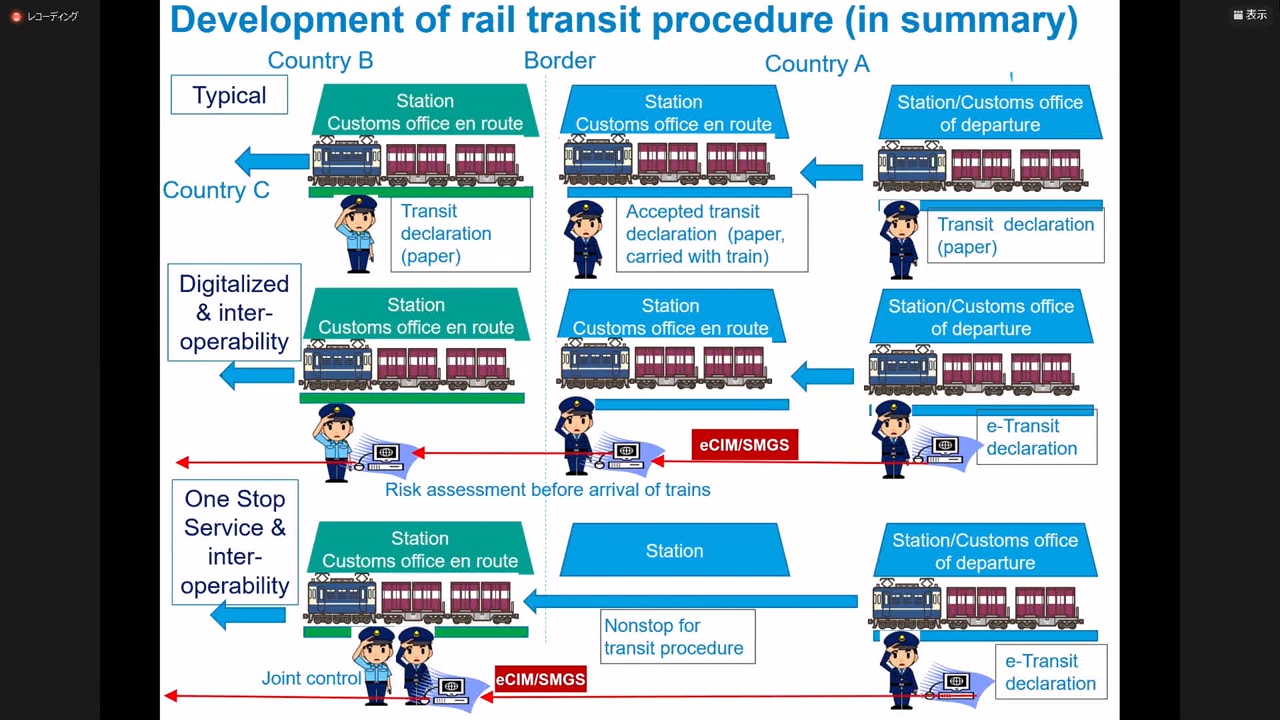 レコーディング
表示
Development of rail transit procedure (in summary)
Country B
Border
Country A
Typical
Station
Customs office en route
Station
Customs office en route
Station/Customs office
of departure
Country C
Transit
declaration
(paper)
Accepted transit
declaration (paper,
carried with train)
Transit declaration
(paper)
Digitalized
& inter-
operability
Station
Customs office en route
Station
Customs office en route
Station/Customs office
of departure
eCIM/SMGS
e-Transit
declaration
Risk assessment before arrival of trains
One Stop
Service &
inter-
operability
Station
Customs office en route
Station
Station/Customs office
of departure
Nonstop for
transit procedure
Joint control
eCIM/SMGS
e-Transit
declaration